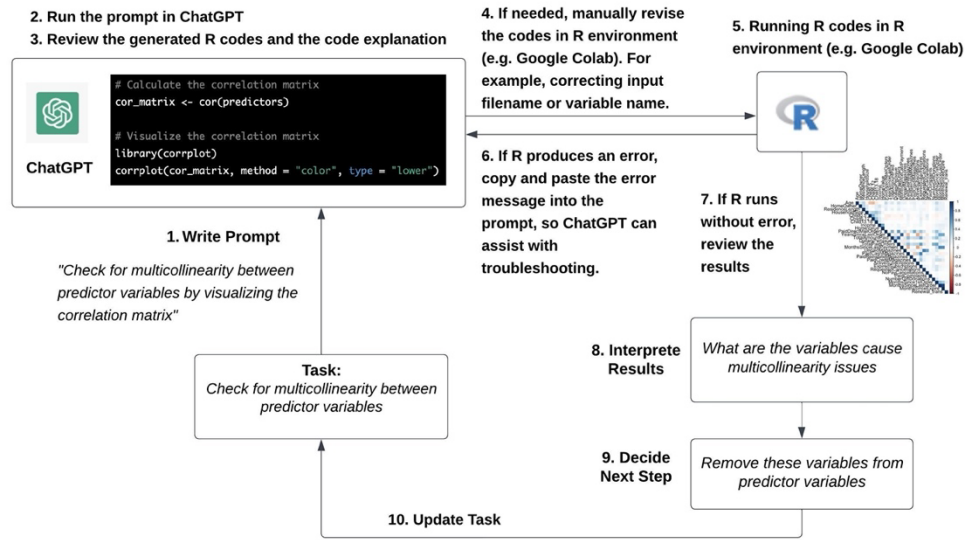 2. Run the prompt in ChatGPT
3. Review the generated R codes and the code explanation
# Calculate the correlation matrix
cor_matrix <- cor(predictors)
# Visualize the correlation matrix
library(corrplot)
corrplot(cor_matrix, method = "color", type = "lower")
ChatGPT
4. If needed, manually revise
the codes in R environment
(e.g. Google Colab). For
example, correcting input
filename or variable name.
5. Running R codes in R
environment (e.g. Google Colab)
R
6. If R produces an error,
copy and paste the error
message into the
prompt, so ChatGPT can
assist with
troubleshooting.
7. If R runs
without error,
review the
results
1. Write Prompt
"Check for multicollinearity between
predictor variables by visualizing the
correlation matrix"
Task:
Check for multicollinearity between
predictor variables
8. Interprete
Results
What are the variables cause
multicollinearity issues
9. Decide
Next Step
Remove these variables from
predictor variables
10. Update Task